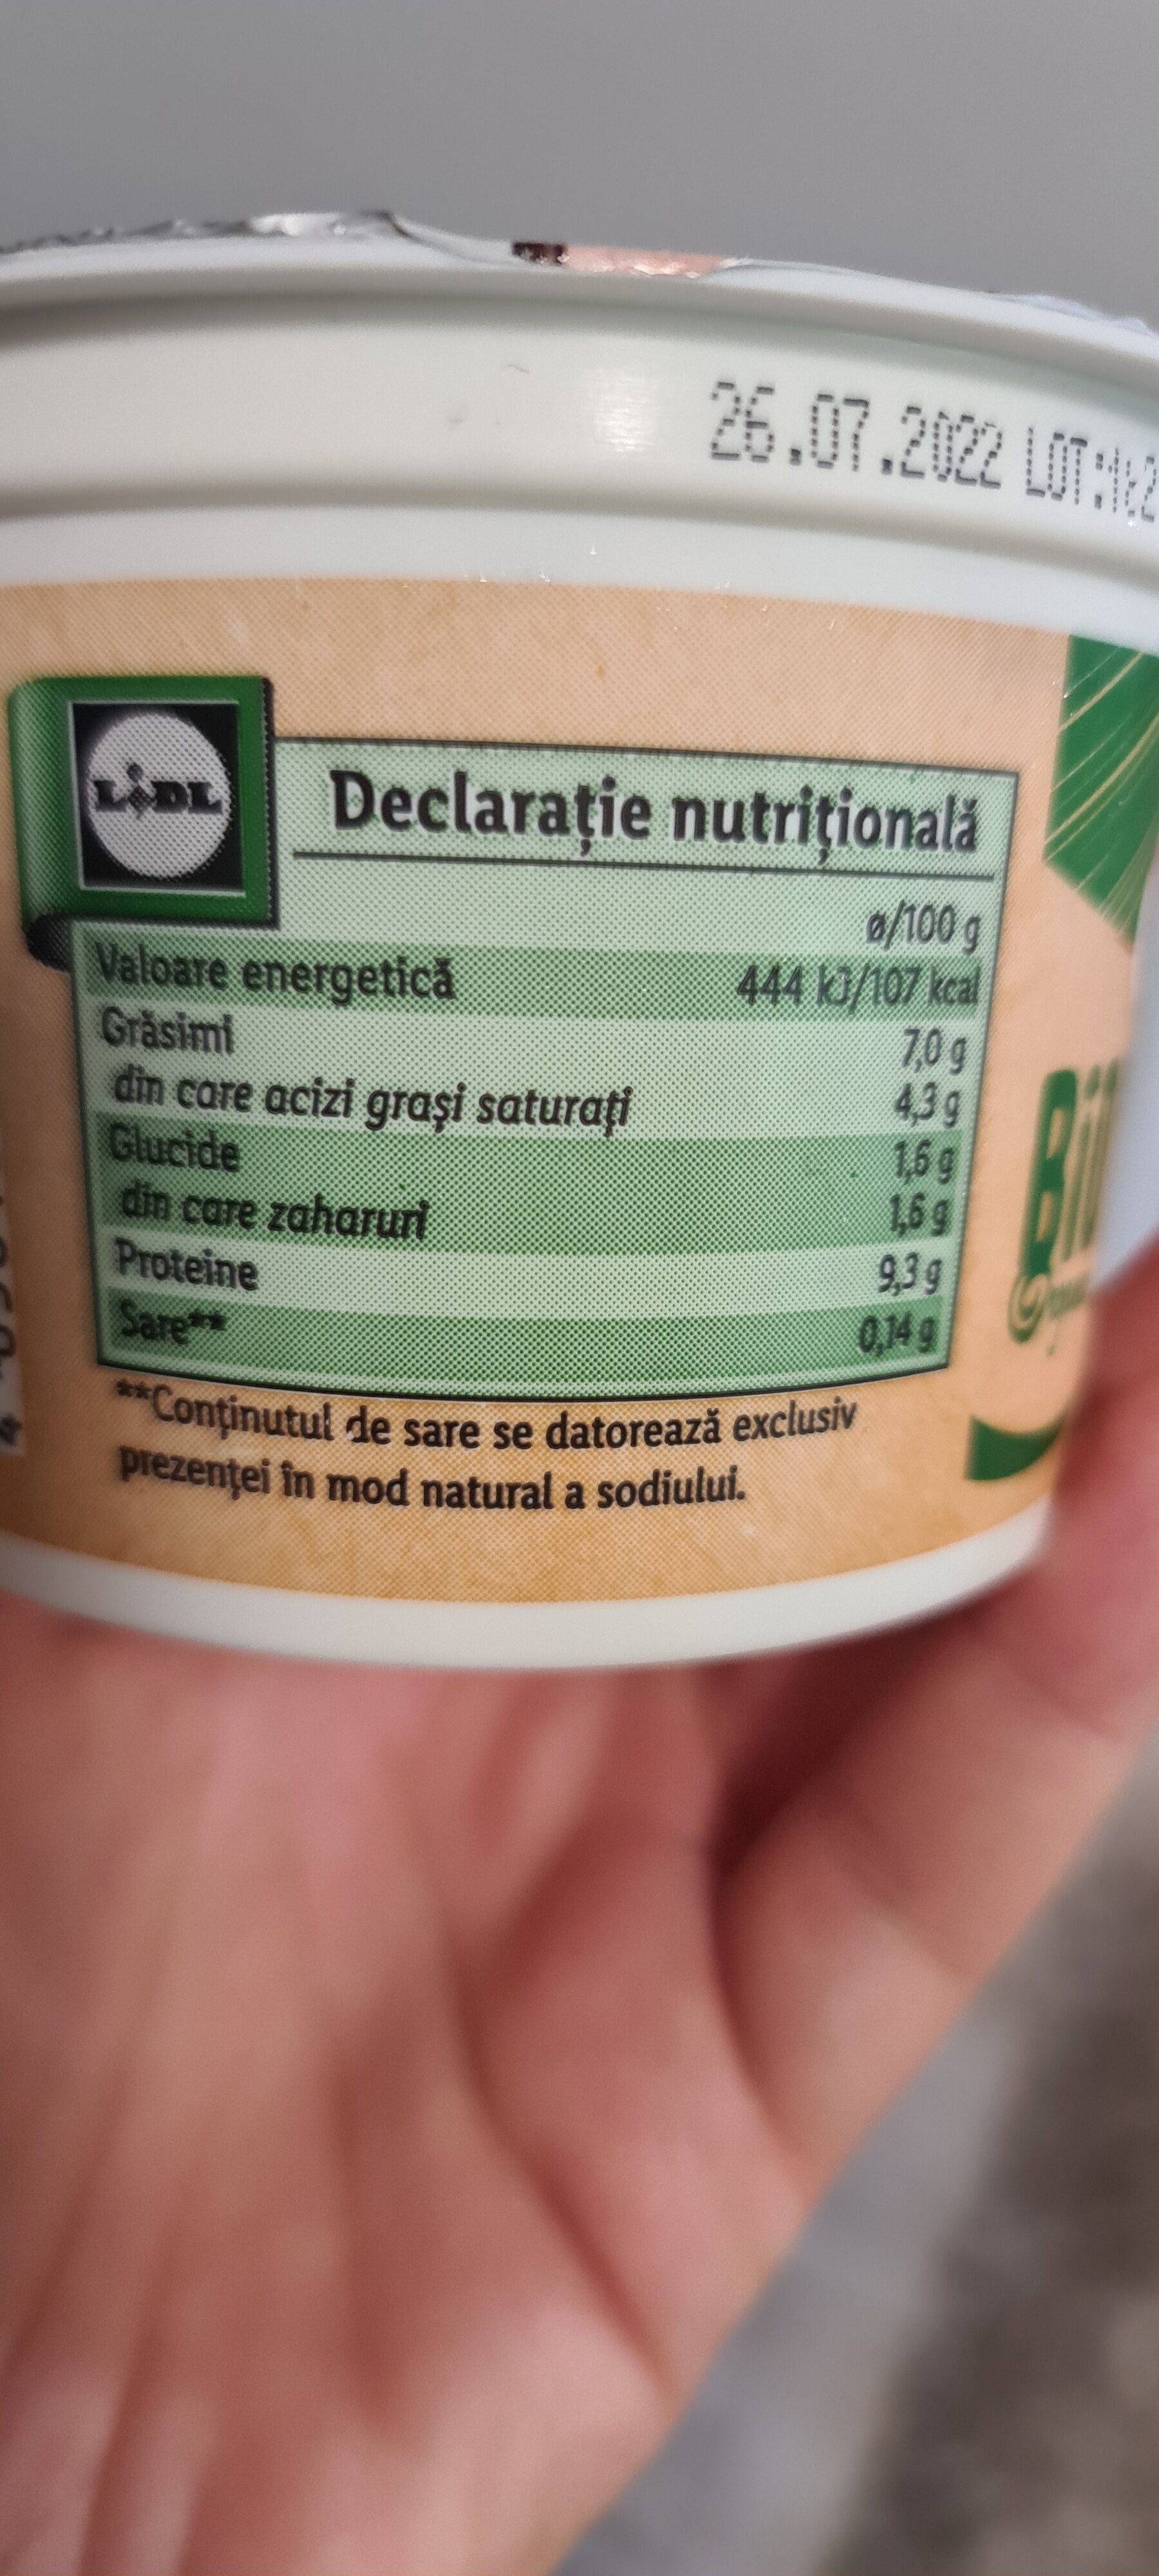 26.07.2022 LOT:
LIDL
Declarație nutrițională
ø/100 g
Valoare energetică 444 kJ/107 kcal
Grăsimi 7,0 g
din care acizi grași saturați 4,3 g
Glucide 1,6 g
din care zaharuri 1,6 g
Proteine 9,3 g
Sare** 0,14 g
**Conținutul de sare se datorează exclusiv
prezenței în mod natural a sodiului.